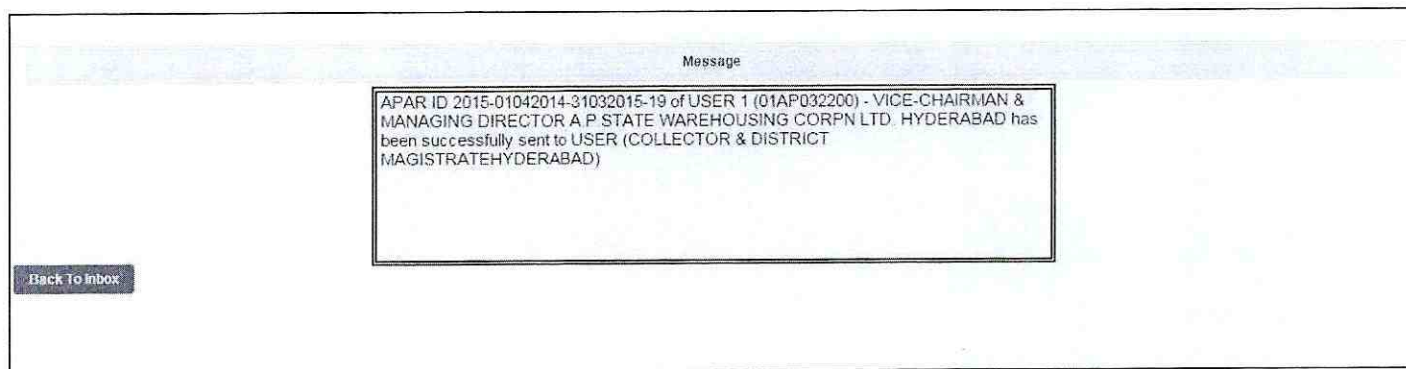 Message
APAR ID 2015-01042014-31032015-19 of USER 1 (01AP032200) - VICE-CHAIRMAN &
MANAGING DIRECTOR A.P STATE WAREHOUSING CORPN LTD. HYDERABAD has
been successfully sent to USER (COLLECTOR & DISTRICT
MAGISTRATEHYDERABAD)
Back To Inbox